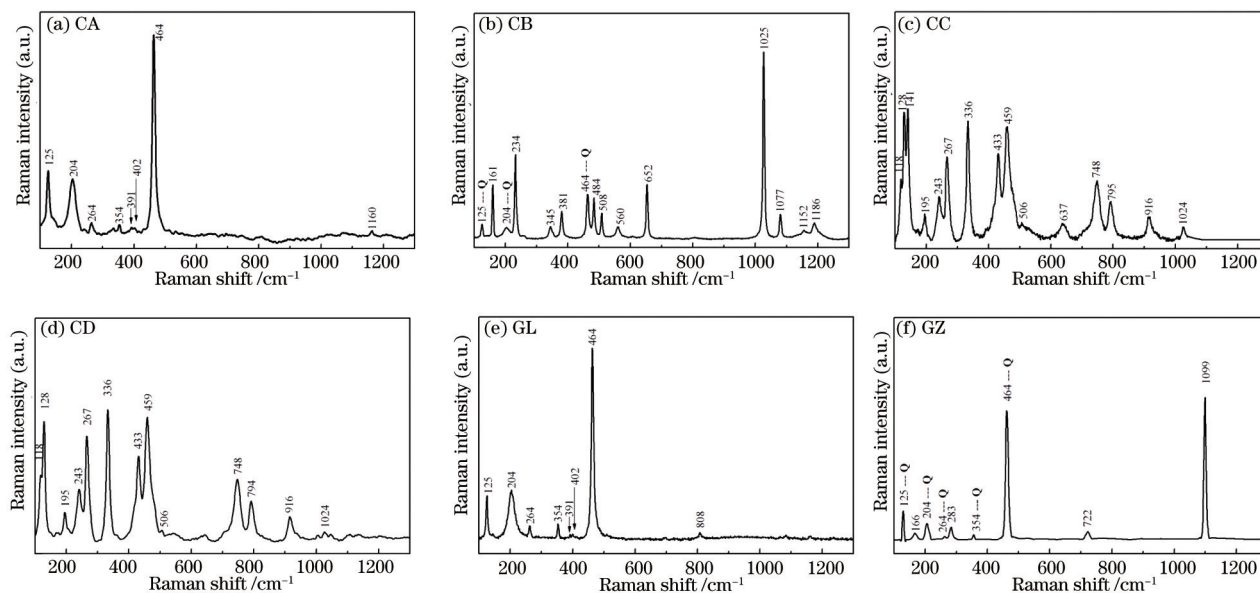 (a) CA
464
125
204
264
354
391
402
1160
Raman intensity (a.u.)
200 400 600 800 1000 1200
Raman shift /cm⁻¹
(b) CB
1025
125 --- Q
161
204 --- Q
234
345
381
464 --- Q
484
508
560
652
1077
1152
1186
Raman intensity (a.u.)
200 400 600 800 1000 1200
Raman shift /cm⁻¹
(c) CC
118
128
141
195
243
267
336
433
459
506
637
748
795
916
1024
Raman intensity (a.u.)
200 400 600 800 1000 1200
Raman shift /cm⁻¹
(d) CD
118
128
195
243
267
336
433
459
506
748
794
916
1024
Raman intensity (a.u.)
200 400 600 800 1000 1200
Raman shift /cm⁻¹
(e) GL
464
125
204
264
354
391
402
808
Raman intensity (a.u.)
200 400 600 800 1000 1200
Raman shift /cm⁻¹
(f) GZ
125 --- Q
166
204 --- Q
264 --- Q
283
354 --- Q
464 --- Q
722
1099
Raman intensity (a.u.)
200 400 600 800 1000 1200
Raman shift /cm⁻¹